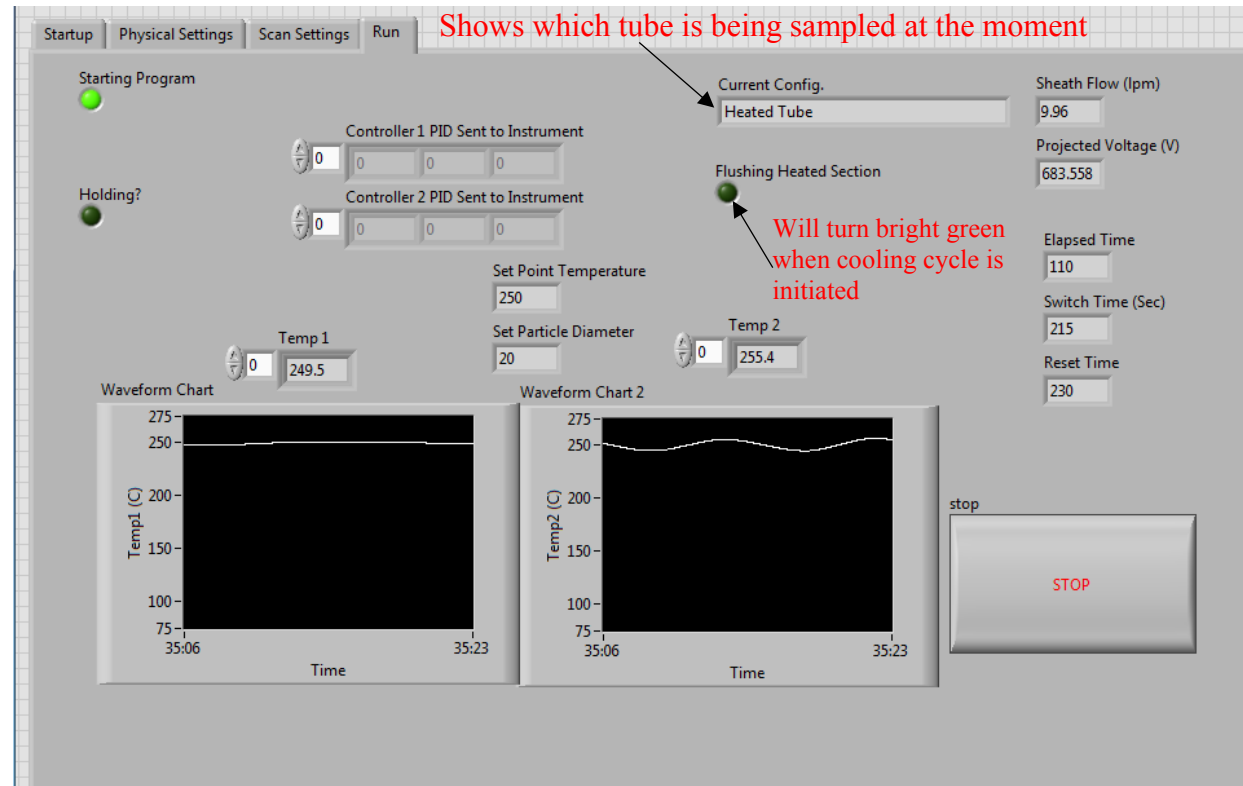 Shows which tube is being sampled at the moment
Startup Physical Settings Scan Settings Run
Starting Program
Current Config.
Heated Tube
Sheath Flow (lpm)
9.96
Controller 1 PID Sent to Instrument
0 0 0 0
Projected Voltage (V)
683.558
Flushing Heated Section
Holding?
Controller 2 PID Sent to Instrument
0 0 0 0
Will turn bright green
when cooling cycle is
initiated
Elapsed Time
110
Set Point Temperature
250
Switch Time (Sec)
215
Set Particle Diameter
20
Temp 1
0 249.5
Temp 2
0 255.4
Reset Time
230
Waveform Chart
275
250
200
150
100
75
Temp1 (C)
35:06 35:23
Time
Waveform Chart 2
275
250
200
150
100
75
Temp2 (C)
35:06 35:23
Time
stop
STOP